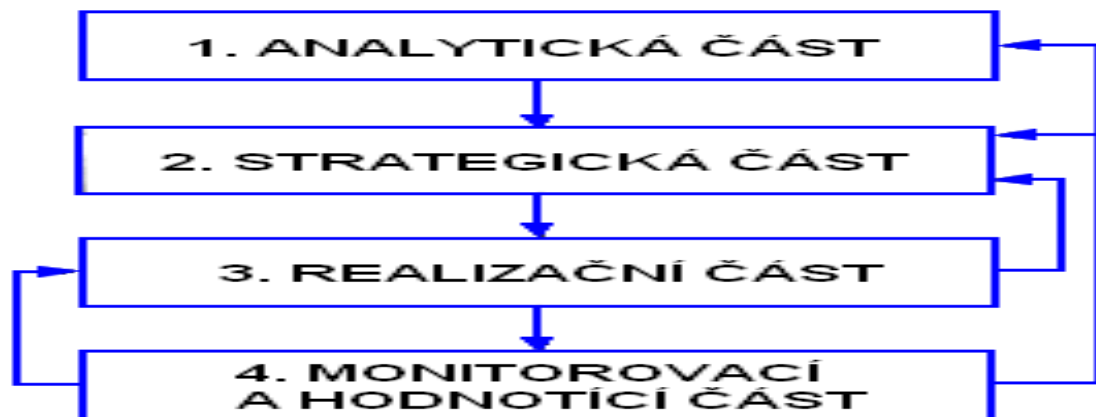 1. ANALYTICKÁ ČÁST
2. STRATEGICKÁ ČÁST
3. REALIZAČNÍ ČÁST
4. MONITOROVACÍ
A HODNOTÍCÍ ČÁST